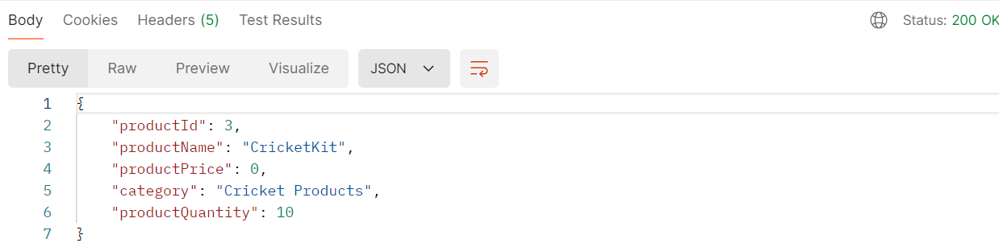 Body Cookies Headers (5) Test Results Status: 200 OK
Pretty Raw Preview Visualize JSON
1 {
2 "productId": 3,
3 "productName": "CricketKit",
4 "productPrice": 0,
5 "category": "Cricket Products",
6 "productQuantity": 10
7 }